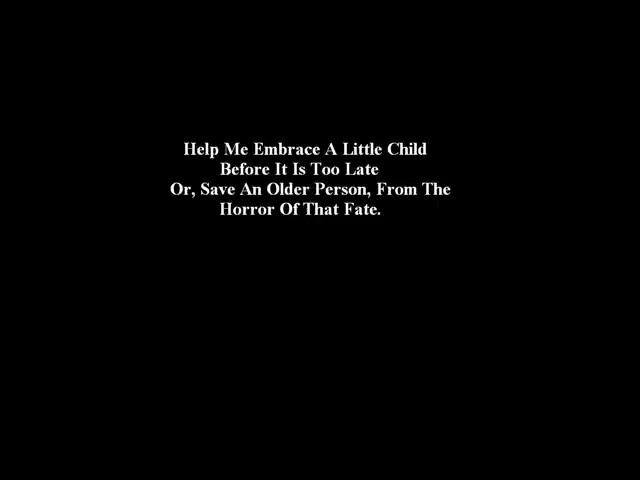 Help Me Embrace A Little Child
Before It Is Too Late
Or, Save An Older Person, From The
Horror Of That Fate.